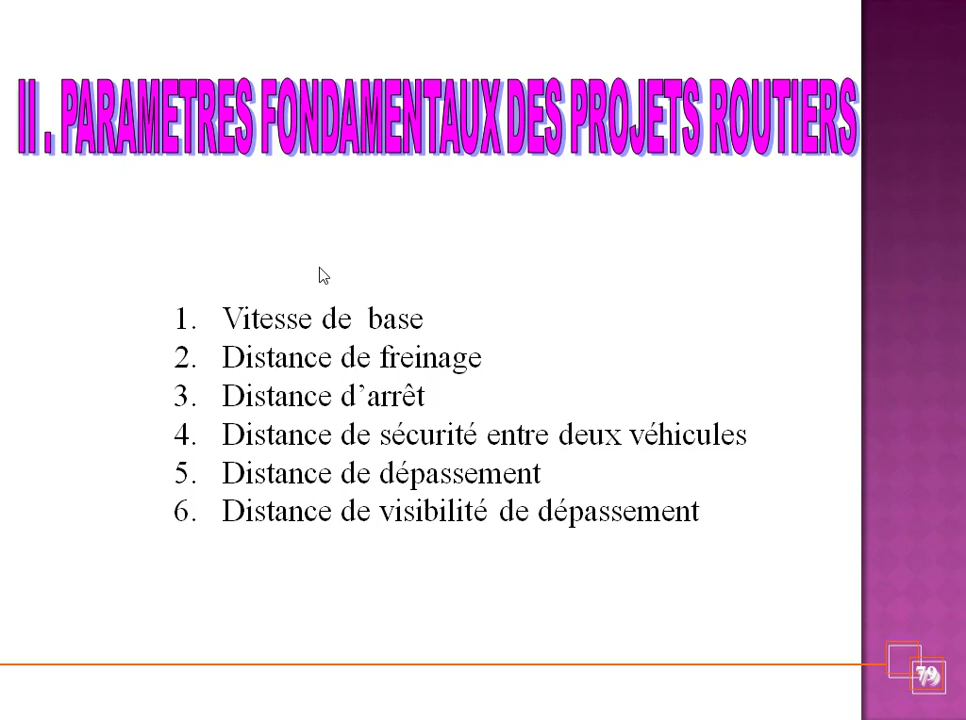 II . PARAMETRES FONDAMENTAUX DES PROJETS ROUTIERS
1. Vitesse de base
2. Distance de freinage
3. Distance d’arrêt
4. Distance de sécurité entre deux véhicules
5. Distance de dépassement
6. Distance de visibilité de dépassement
79